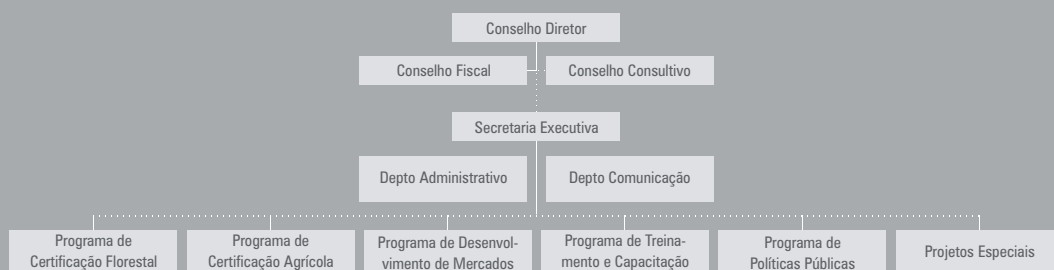 Conselho Diretor
Conselho Fiscal
Conselho Consultivo
Secretaria Executiva
Depto Administrativo
Depto Comunicação
Programa de
Certificação Florestal
Programa de
Certificação Agrícola
Programa de Desenvol-
vimento de Mercados
Programa de Treina-
mento e Capacitação
Programa de
Políticas Públicas
Projetos Especiais